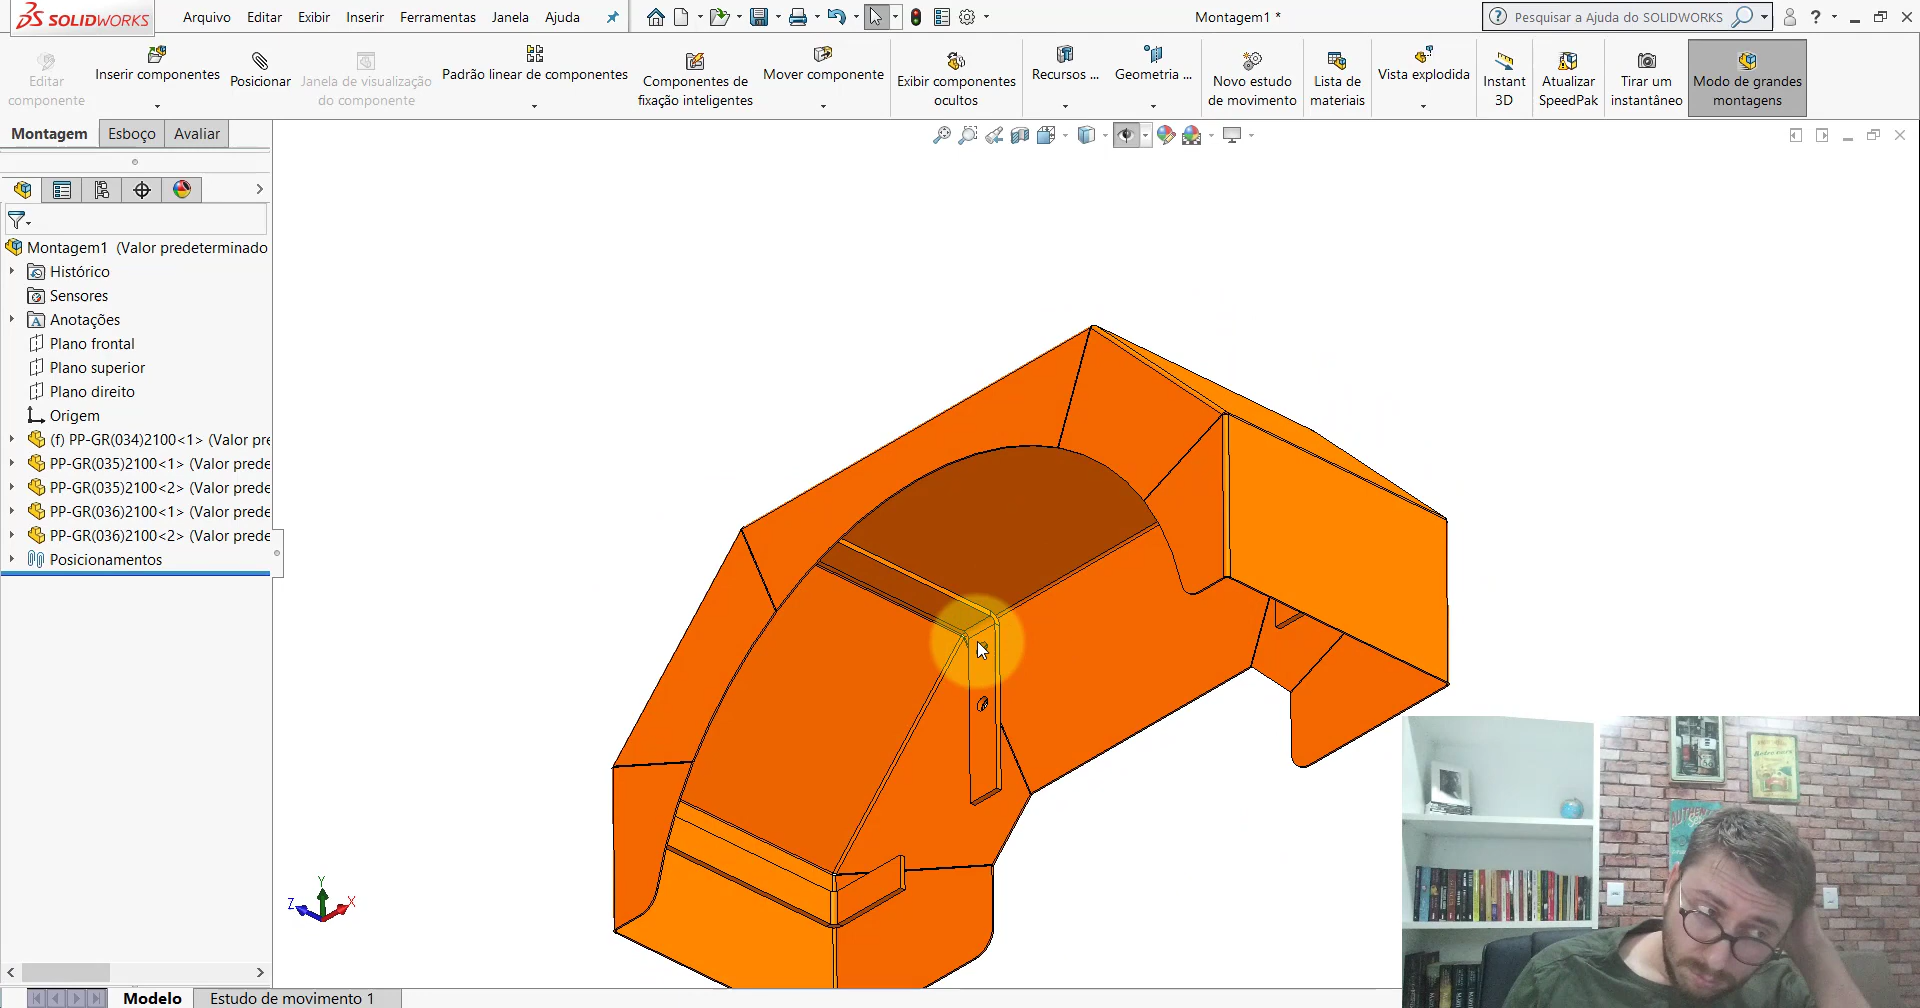 SOLIDWORKS
Arquivo Editar Exibir Inserir Ferramentas Janela Ajuda
Montagem1 *
Pesquisar a Ajuda do SOLIDWORKS
Editar componente
Inserir componentes
Posicionar
Janela de visualização do componente
Padrão linear de componentes
Componentes de fixação inteligentes
Mover componente
Exibir componentes ocultos
Recursos ...
Geometria ...
Novo estudo de movimento
Lista de materiais
Vista explodida
Instant 3D
Atualizar SpeedPak
Tirar um instantâneo
Modo de grandes montagens
Montagem Esboço Avaliar
Montagem1 (Valor predeterminado
Histórico
Sensores
Anotações
Plano frontal
Plano superior
Plano direito
Origem
(f) PP-GR(034)2100<1> (Valor pre
PP-GR(035)2100<1> (Valor prede
PP-GR(035)2100<2> (Valor prede
PP-GR(036)2100<1> (Valor prede
PP-GR(036)2100<2> (Valor prede
Posicionamentos
Y
Z X
Modelo Estudo de movimento 1